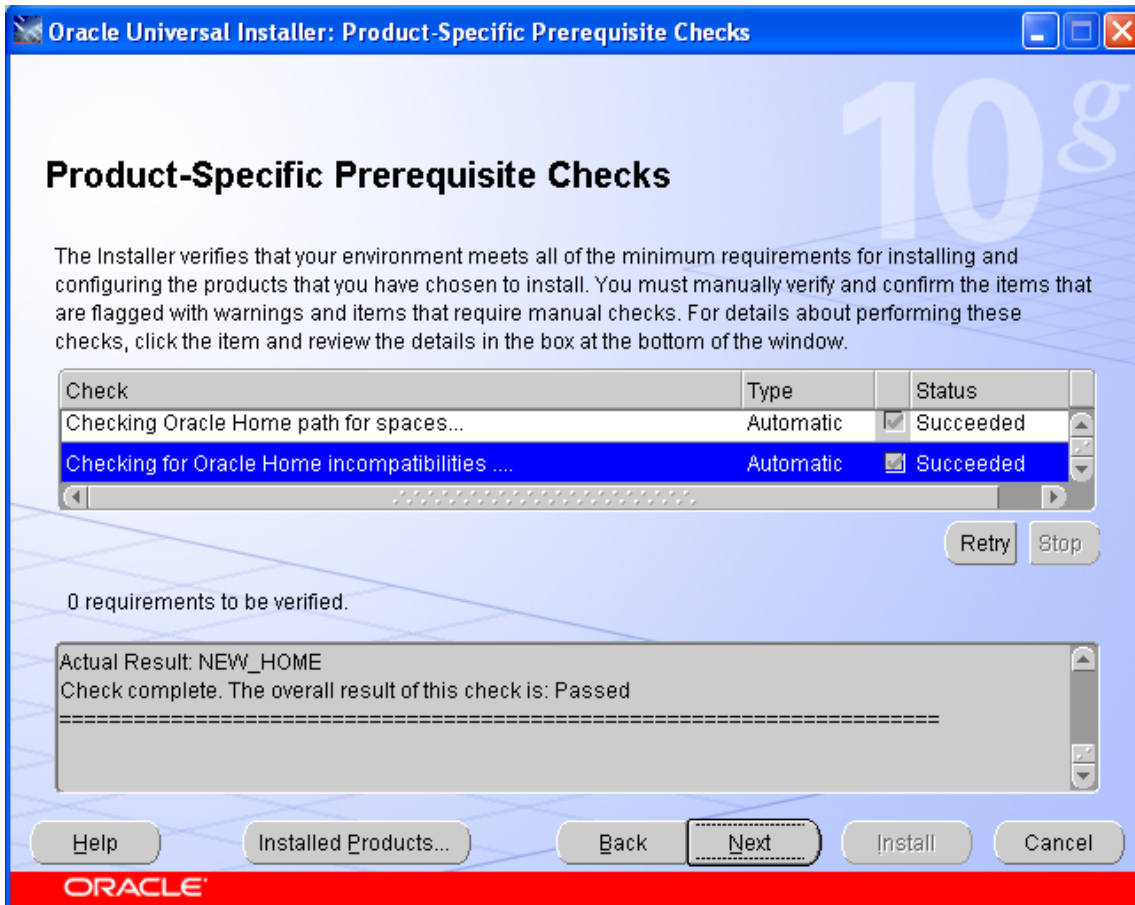 Oracle Universal Installer: Product-Specific Prerequisite Checks
10g
Product-Specific Prerequisite Checks
The Installer verifies that your environment meets all of the minimum requirements for installing and
configuring the products that you have chosen to install. You must manually verify and confirm the items that
are flagged with warnings and items that require manual checks. For details about performing these
checks, click the item and review the details in the box at the bottom of the window.
Check Type Status
Checking Oracle Home path for spaces... Automatic Succeeded
Checking for Oracle Home incompatibilities .... Automatic Succeeded
Retry Stop
0 requirements to be verified.
Actual Result: NEW_HOME
Check complete. The overall result of this check is: Passed
========================================================================
Help Installed Products... Back Next Install Cancel
ORACLE